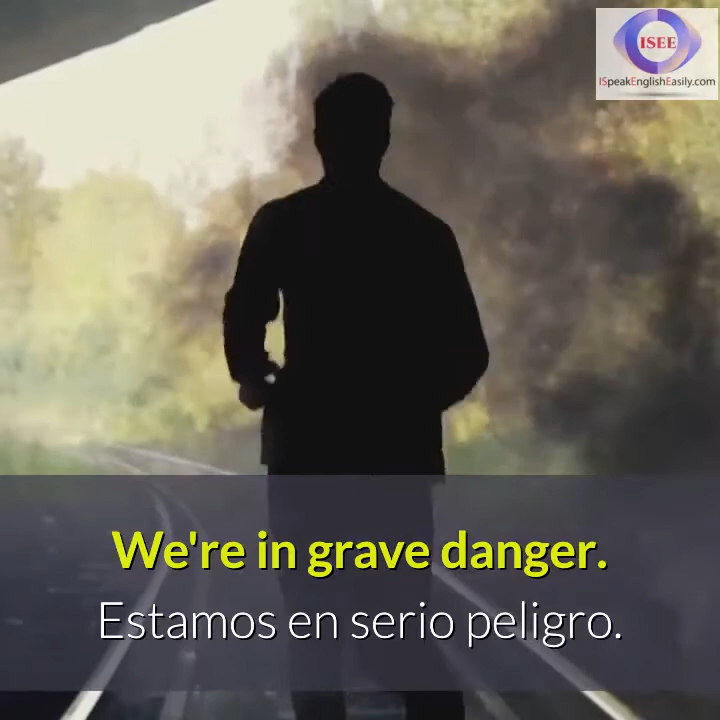 ISEE
ISpeakEnglishEasily.com
We're in grave danger.
Estamos en serio peligro.